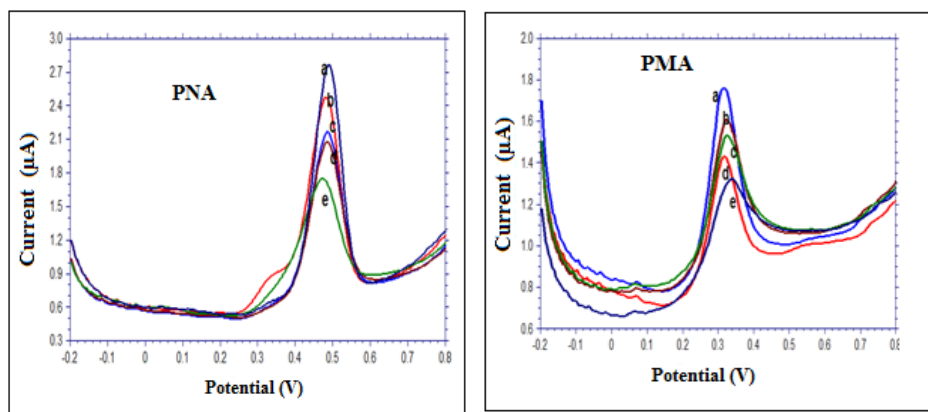 PNA
Current (µA)
3.0
2.7
2.4
2.1
1.8
1.5
1.2
0.9
0.6
0.3
a
b
c
d
e
-0.2 -0.1 0 0.1 0.2 0.3 0.4 0.5 0.6 0.7 0.8
Potential (V)
PMA
Current (µA)
2.0
1.8
1.6
1.4
1.2
1.0
0.8
0.6
a
b
c
d
e
-0.2 -0.1 0 0.1 0.2 0.3 0.4 0.5 0.6 0.7 0.8
Potential (V)